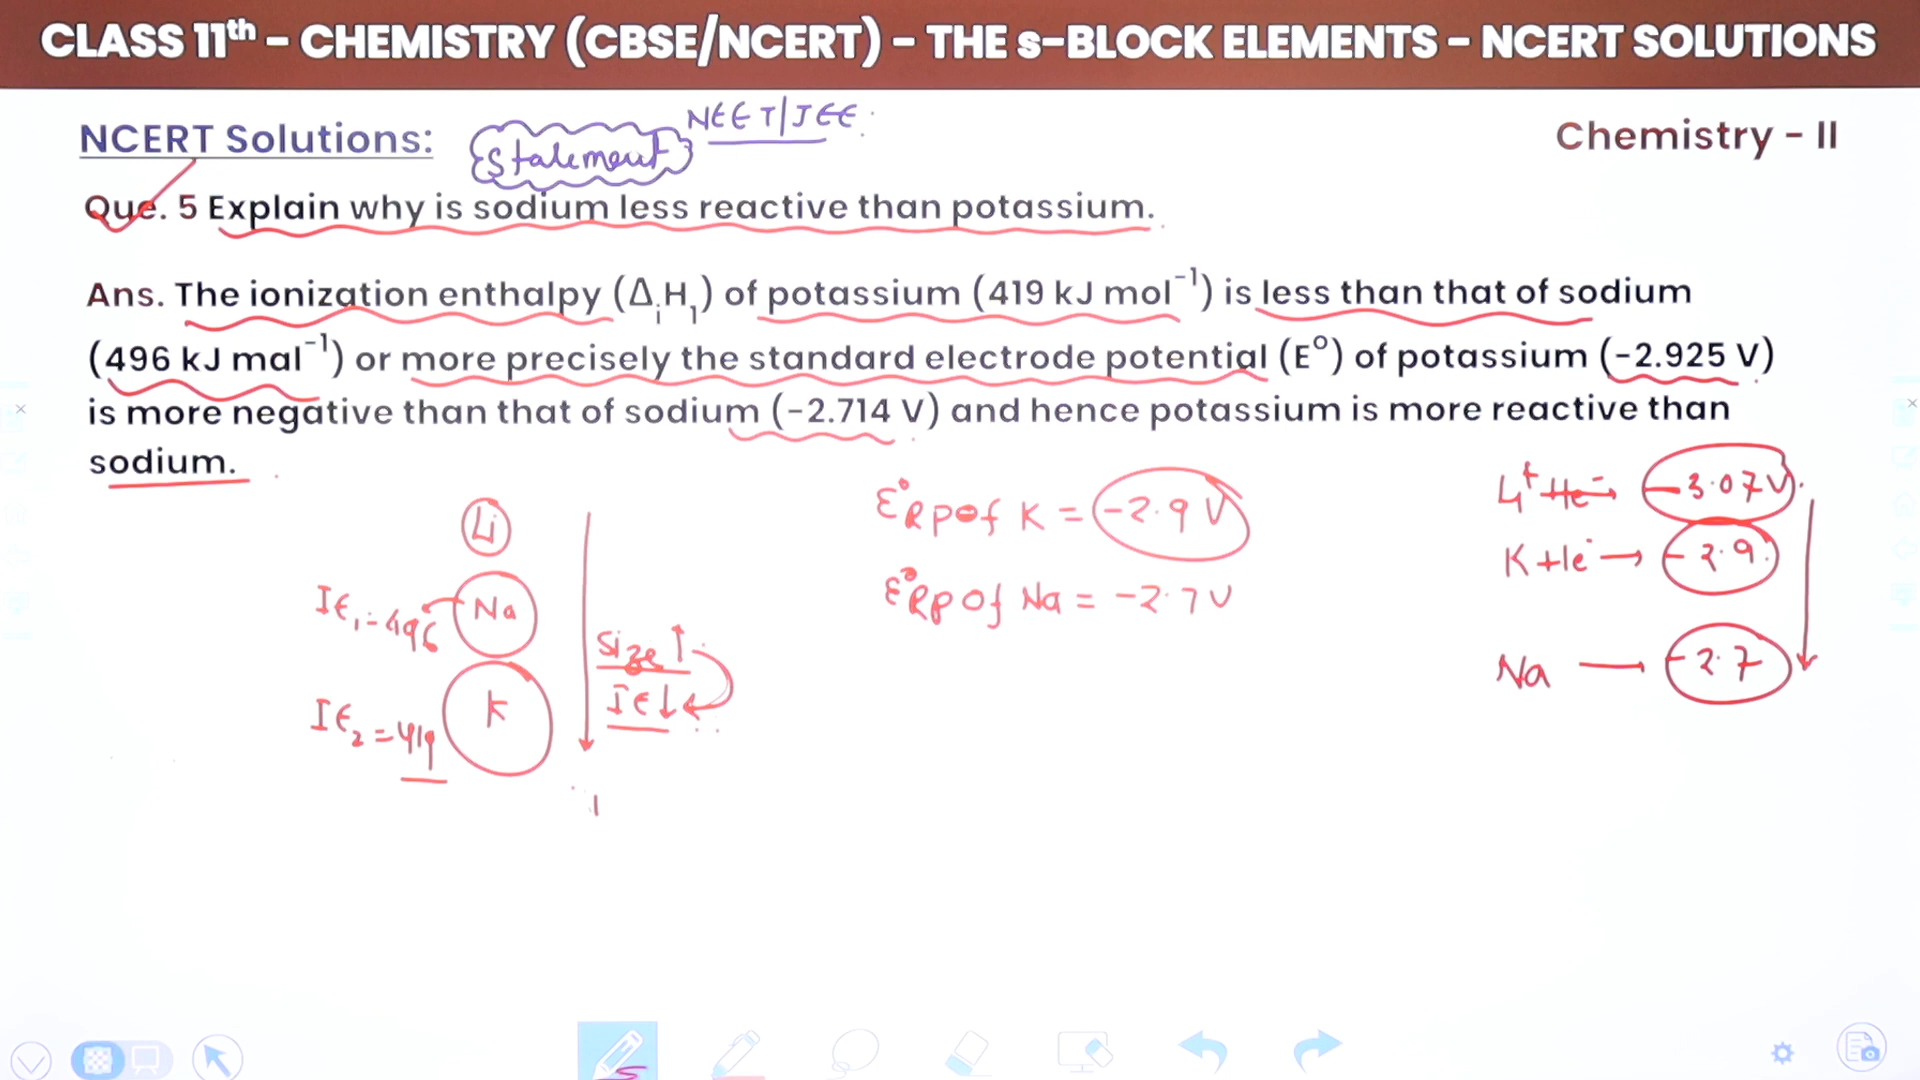 CLASS 11th – CHEMISTRY (CBSE/NCERT) – THE s-BLOCK ELEMENTS – NCERT SOLUTIONS
NCERT Solutions:
Statement
NEET/JEE
Chemistry - II
Que. 5 Explain why is sodium less reactive than potassium.
Ans. The ionization enthalpy (ΔᵢH₁) of potassium (419 kJ mol⁻¹) is less than that of sodium
(496 kJ mal⁻¹) or more precisely the standard electrode potential (E°) of potassium (-2.925 V)
is more negative than that of sodium (-2.714 V) and hence potassium is more reactive than
sodium.
Li
IE₁ = 496 Na
IE₂ = 419 K
Size ↑
IE ↓
E°RP of K = -2.9 V
E°RP of Na = -2.7 V
Li⁺ + 1e⁻ → -3.07 V
K + 1e⁻ → -2.9
Na — -2.7